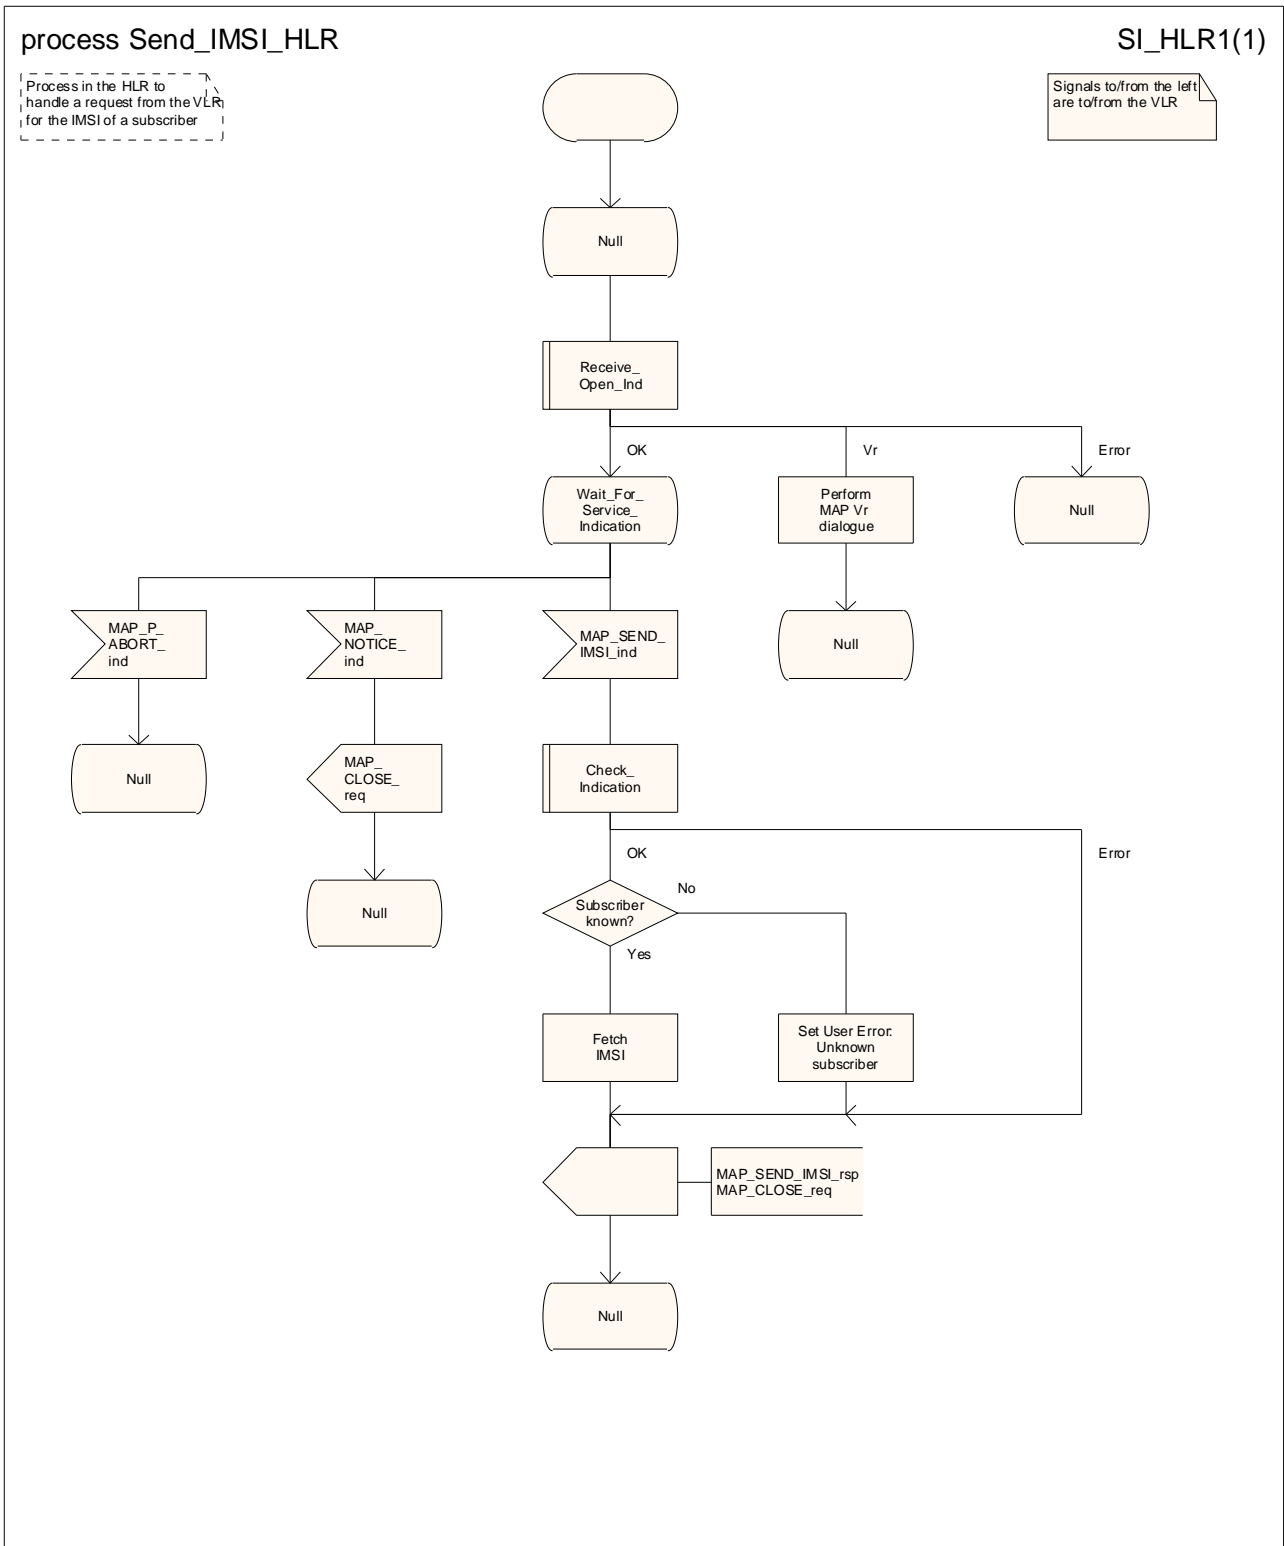 process Send_IMSI_HLR
SI_HLR1(1)
Process in the HLR to
handle a request from the VLR
for the IMSI of a subscriber
Signals to/from the left
are to/from the VLR
Null
Receive_
Open_Ind
OK
Vr
Error
Wait_For_
Service_
Indication
Perform
MAP Vr
dialogue
Null
MAP_P_
ABORT_
ind
MAP_
NOTICE_
ind
MAP_SEND_
IMSI_ind
Null
Null
MAP_
CLOSE_
req
Check_
Indication
OK
Error
Null
Subscriber
known?
No
Yes
Fetch
IMSI
Set User Error:
Unknown
subscriber
MAP_SEND_IMSI_rsp
MAP_CLOSE_req
Null